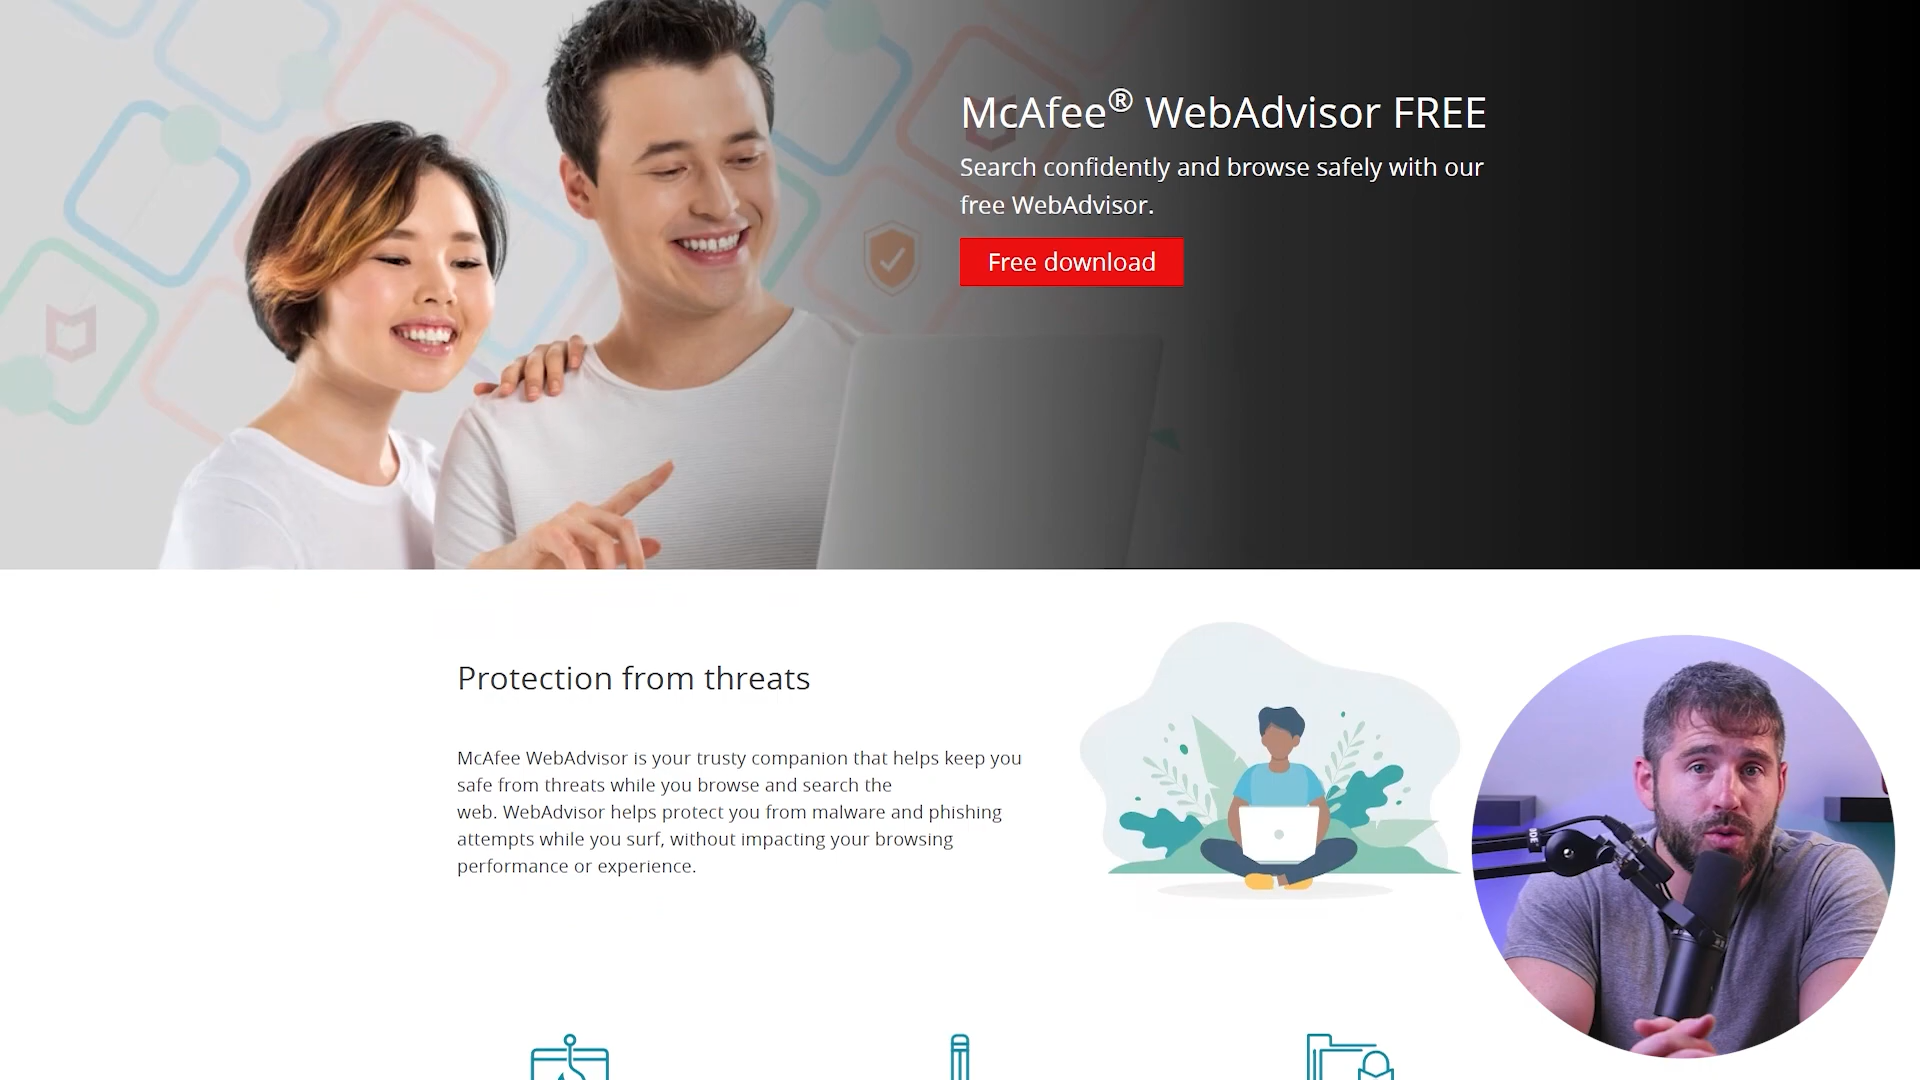 McAfee® WebAdvisor FREE
Search confidently and browse safely with our
free WebAdvisor.
Free download
Protection from threats
McAfee WebAdvisor is your trusty companion that helps keep you
safe from threats while you browse and search the
web. WebAdvisor helps protect you from malware and phishing
attempts while you surf, without impacting your browsing
performance or experience.